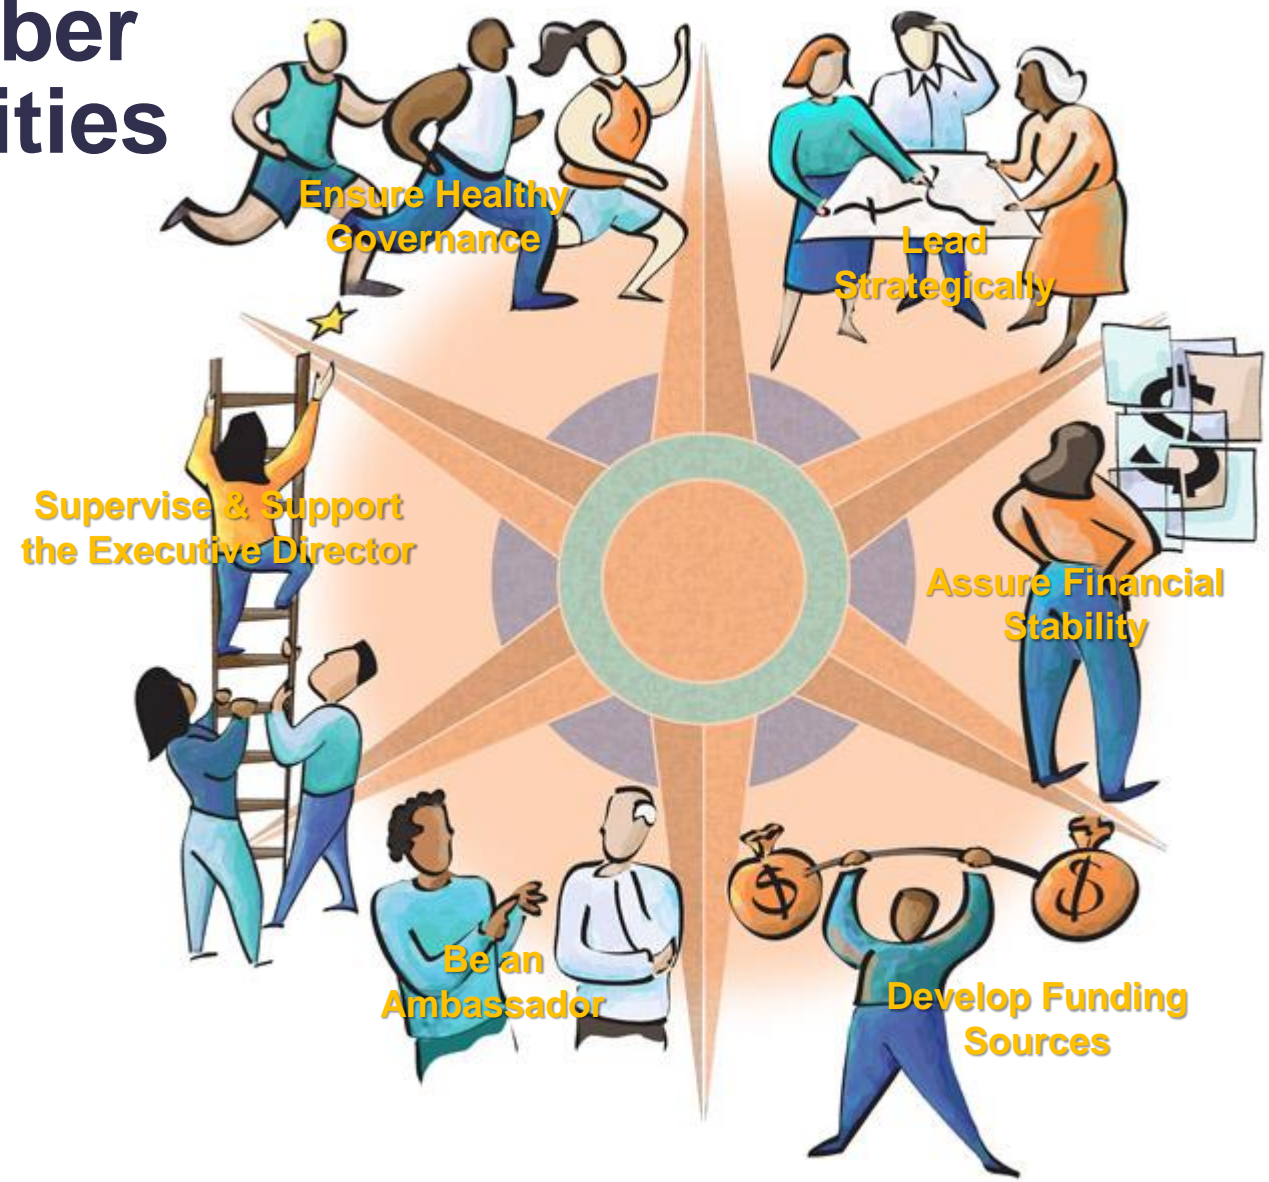 ber
ities
Ensure Healthy
Governance
Lead
Strategically
Supervise & Support
the Executive Director
Assure Financial
Stability
Be an
Ambassador
Develop Funding
Sources
$
$
$